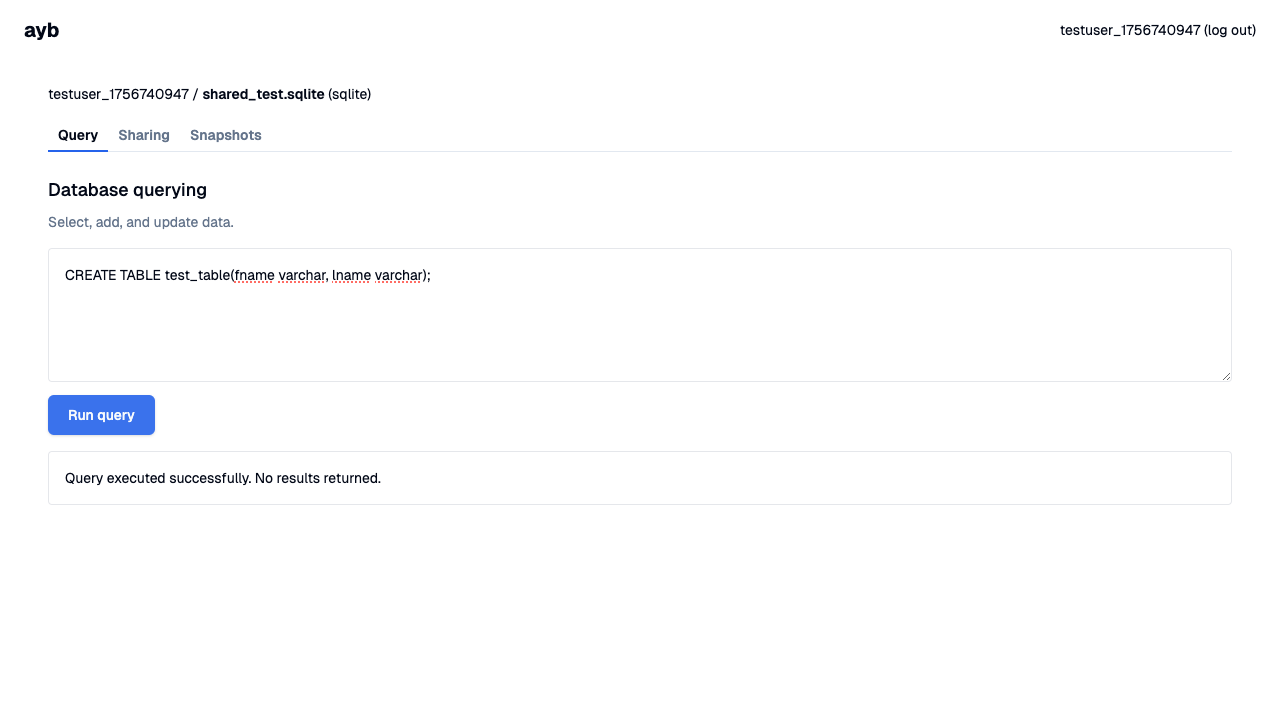 ayb
testuser_1756740947 (log out)
testuser_1756740947 / shared_test.sqlite (sqlite)
Query Sharing Snapshots
Database querying
Select, add, and update data.
CREATE TABLE test_table(fname varchar, lname varchar);
Run query
Query executed successfully. No results returned.